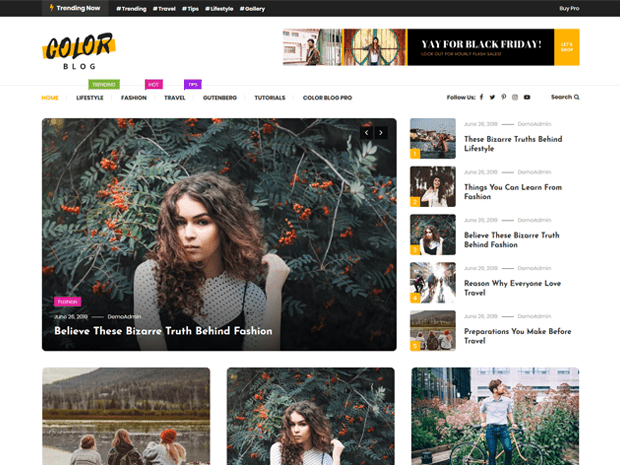 Trending Now #Trending #Travel #Tips #Lifestyle #Gallery Buy Pro
COLOR
BLOG
YAY FOR BLACK FRIDAY!
LOOK OUT FOR HOURLY FLASH SALES!
LET'S
SHOP
TRENDING HOT TIPS
HOME LIFESTYLE FASHION TRAVEL GUTENBERG TUTORIALS COLOR BLOG PRO Follow Us: Search
June 26, 2019 DemoAdmin
These Bizarre Truths Behind
Lifestyle
1
June 26, 2019 DemoAdmin
Things You Can Learn From
Fashion
2
June 26, 2019 DemoAdmin
Believe These Bizarre Truth
Behind Fashion
3
June 26, 2019 DemoAdmin
Reason Why Everyone Love
Travel
4
June 26, 2019 DemoAdmin
Preparations You Make Before
Travel
5
Fashion
June 26, 2019 DemoAdmin
Believe These Bizarre Truth Behind Fashion